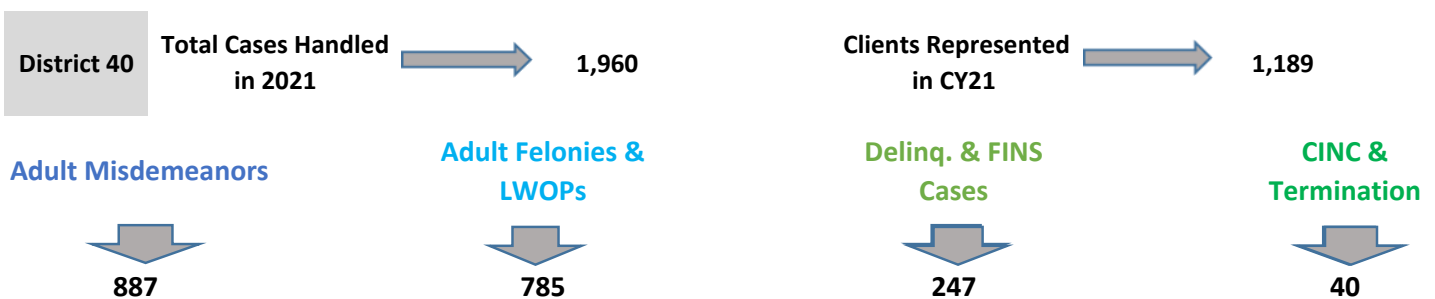 District 40
Total Cases Handled
in 2021
1,960
Clients Represented
in CY21
1,189
Adult Misdemeanors
Adult Felonies &
LWOPs
Delinq. & FINS
Cases
CINC &
Termination
887
785
247
40